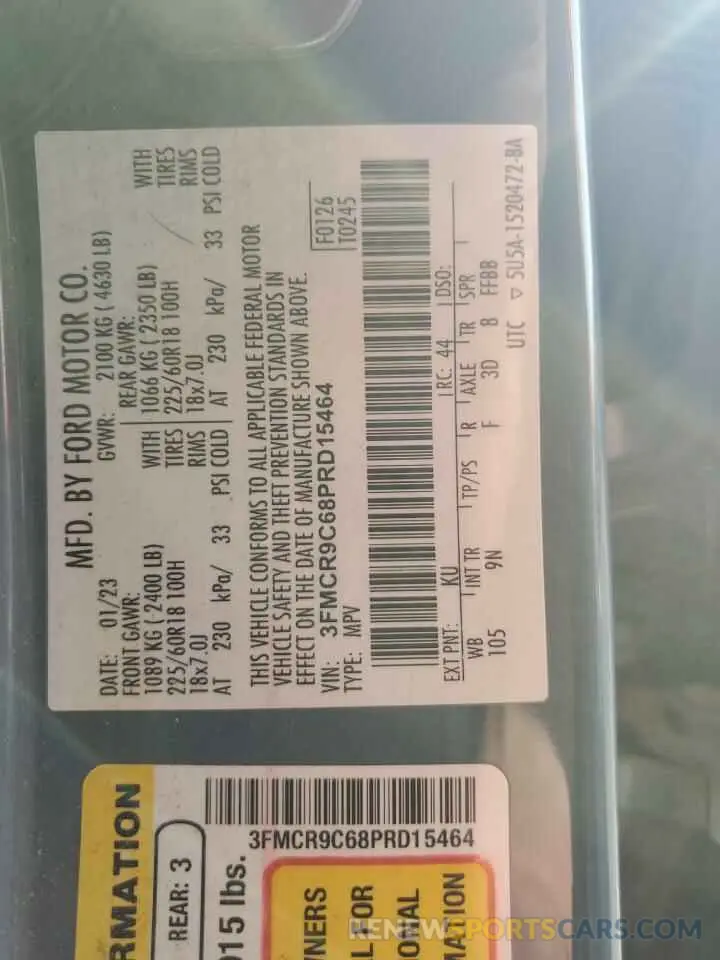 MFD. BY FORD MOTOR CO.
DATE: 01/23 GVWR: 2100 KG ( 4630 LB)
FRONT GAWR: REAR GAWR:
1089 KG ( 2400 LB) WITH 1066 KG ( 2350 LB) WITH
225/60R18 100H TIRES 225/60R18 100H TIRES
18x7.0J RIMS 18x7.0J RIMS
AT 230 kPa/ 33 PSI COLD AT 230 kPa/ 33 PSI COLD
THIS VEHICLE CONFORMS TO ALL APPLICABLE FEDERAL MOTOR
VEHICLE SAFETY AND THEFT PREVENTION STANDARDS IN
EFFECT ON THE DATE OF MANUFACTURE SHOWN ABOVE.
VIN: 3FMCR9C68PRD15464 F0126
TYPE: MPV T0245
EXT PNT: KU RC: 44 DSO:
WB INT TR TP/PS R AXLE TR SPR
105 9N F 3D 8 FFBB
UTC ▽ 5U5A-1520472-BA
RMATION
REAR: 3
3FMCR9C68PRD15464
015 lbs.
WNERS
L FOR
ONAL
MATION
RENEWSPORTSCARS.COM